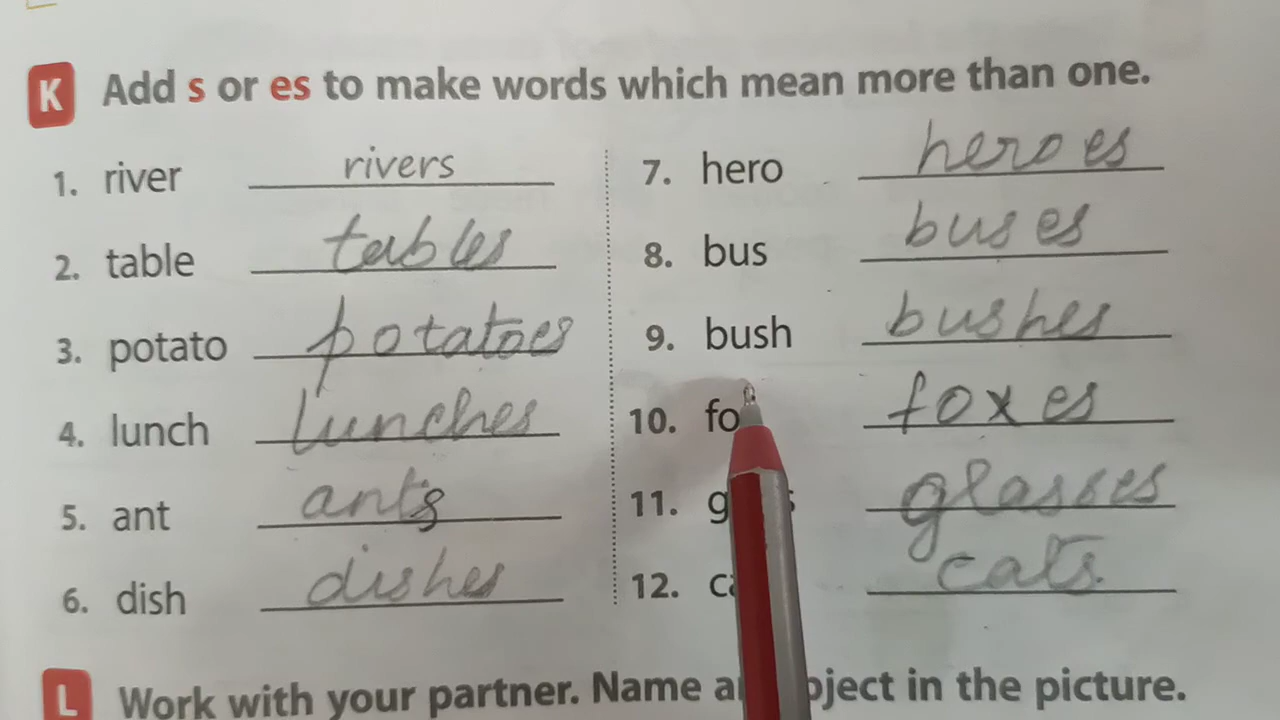 K Add s or es to make words which mean more than one.
1. river rivers
2. table tables
3. potato potatoes
4. lunch lunches
5. ant ants
6. dish dishes
7. hero heroes
8. bus buses
9. bush bushes
10. foxes
11. glasses
12. cats
L Work with your partner. Name in the picture.